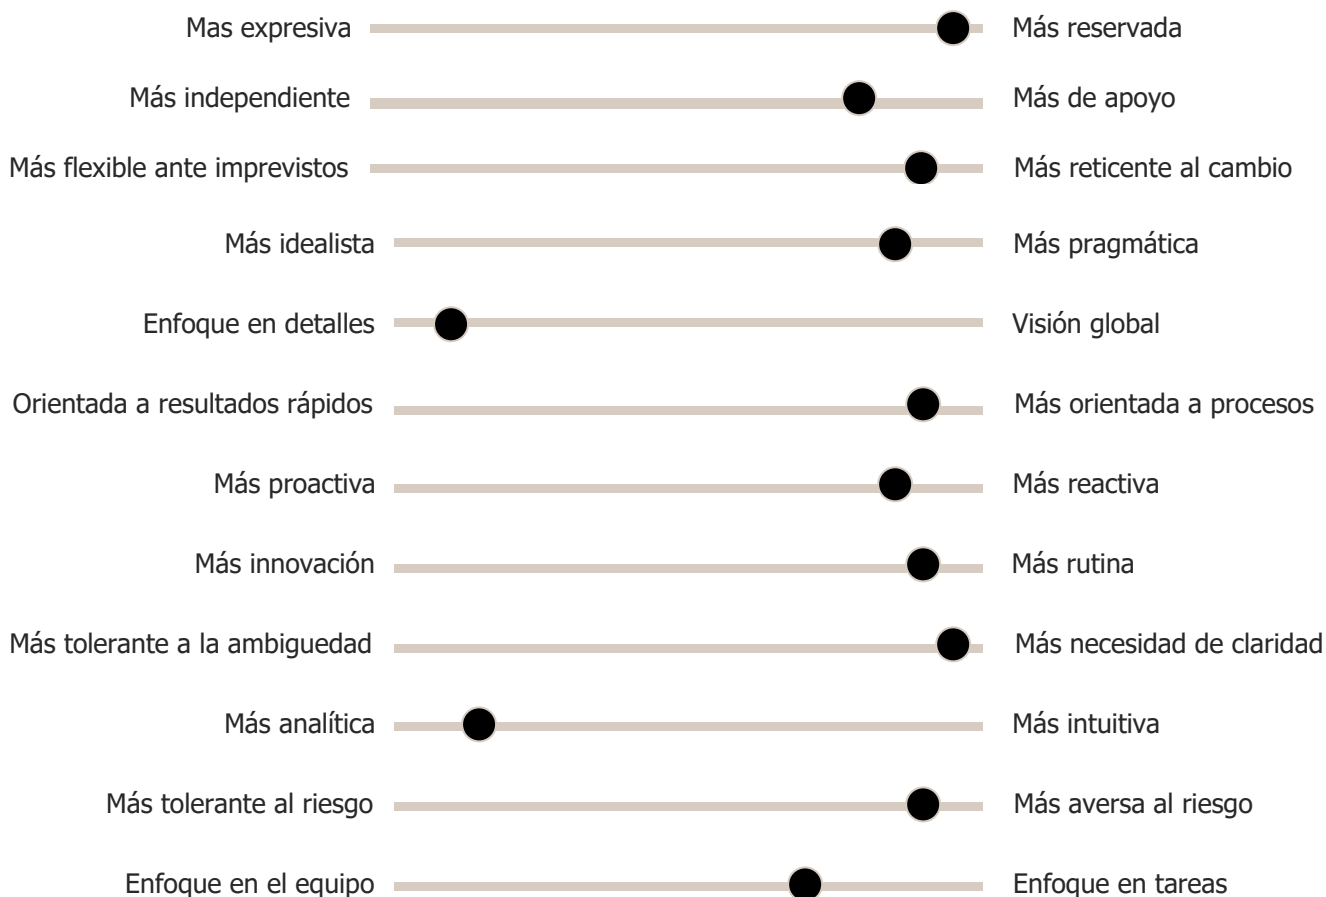 Mas expresiva Más reservada
Más independiente Más de apoyo
Más flexible ante imprevistos Más reticente al cambio
Más idealista Más pragmática
Enfoque en detalles Visión global
Orientada a resultados rápidos Más orientada a procesos
Más proactiva Más reactiva
Más innovación Más rutina
Más tolerante a la ambiguedad Más necesidad de claridad
Más analítica Más intuitiva
Más tolerante al riesgo Más aversa al riesgo
Enfoque en el equipo Enfoque en tareas